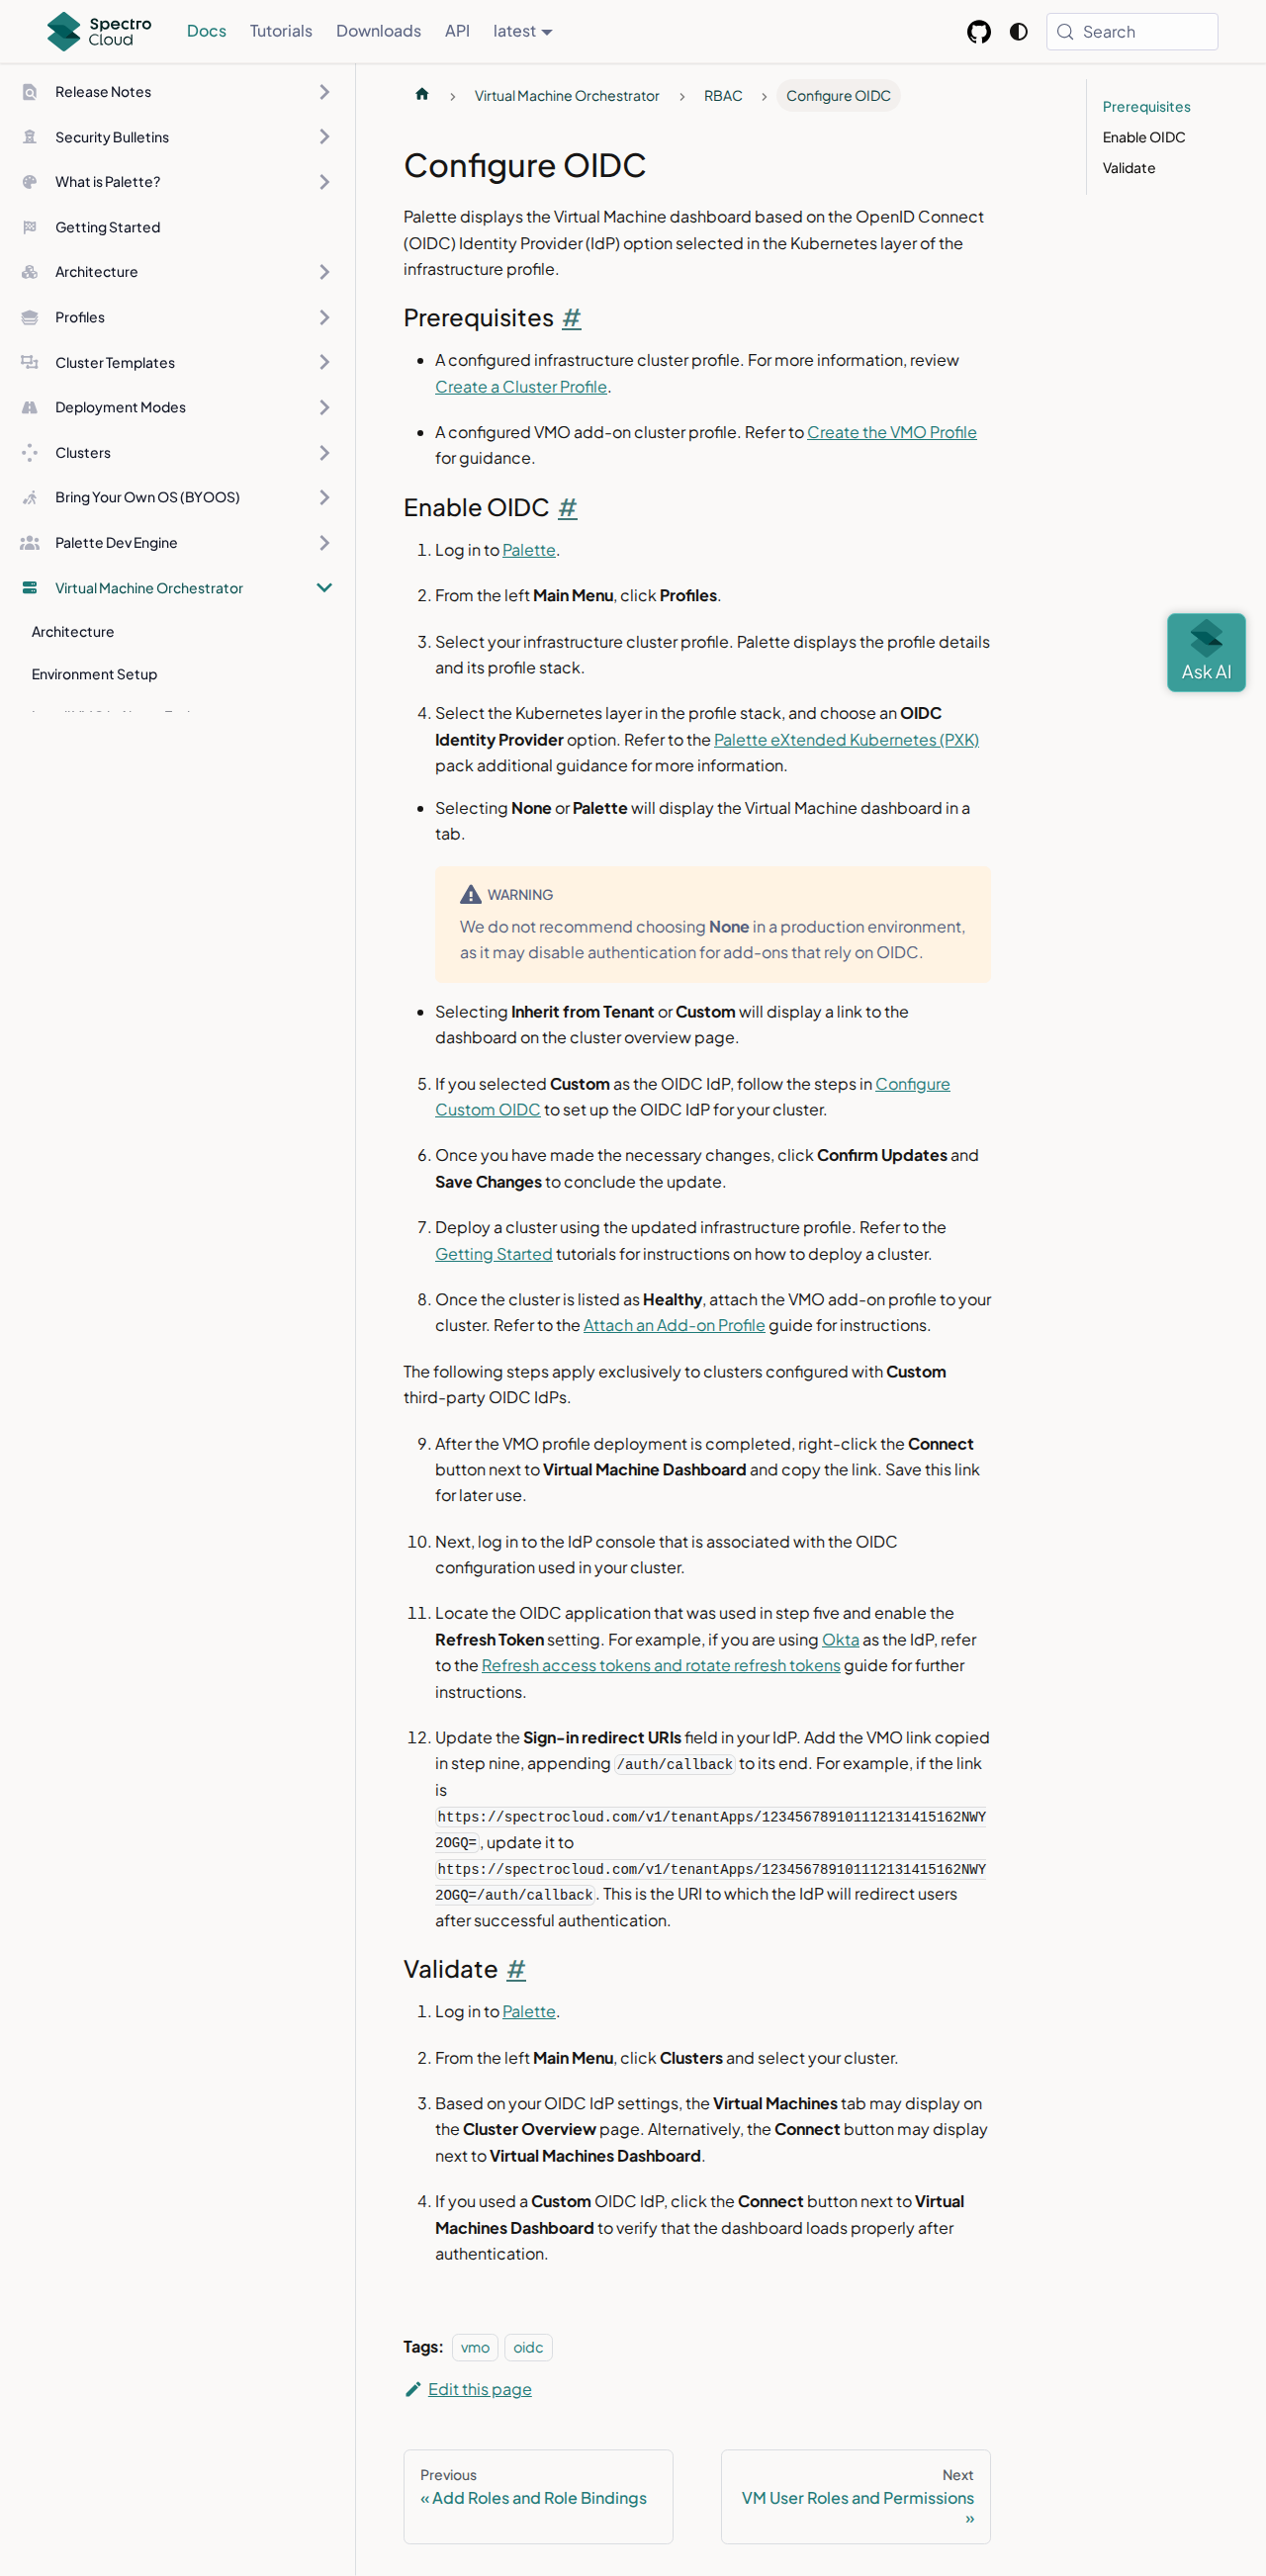 Spectro
Cloud
Docs
Tutorials
Downloads
API
latest
Search
Release Notes
Security Bulletins
What is Palette?
Getting Started
Architecture
Profiles
Cluster Templates
Deployment Modes
Clusters
Bring Your Own OS (BYOOS)
Palette Dev Engine
Virtual Machine Orchestrator
Architecture
Environment Setup
Virtual Machine Orchestrator
RBAC
Configure OIDC
Configure OIDC
Palette displays the Virtual Machine dashboard based on the OpenID Connect
(OIDC) Identity Provider (IdP) option selected in the Kubernetes layer of the
infrastructure profile.
Prerequisites #
A configured infrastructure cluster profile. For more information, review
Create a Cluster Profile.
A configured VMO add-on cluster profile. Refer to Create the VMO Profile
for guidance.
Enable OIDC #
1. Log in to Palette.
2. From the left Main Menu, click Profiles.
3. Select your infrastructure cluster profile. Palette displays the profile details
and its profile stack.
4. Select the Kubernetes layer in the profile stack, and choose an OIDC
Identity Provider option. Refer to the Palette eXtended Kubernetes (PXK)
pack additional guidance for more information.
Selecting None or Palette will display the Virtual Machine dashboard in a
tab.
WARNING
We do not recommend choosing None in a production environment,
as it may disable authentication for add-ons that rely on OIDC.
Selecting Inherit from Tenant or Custom will display a link to the
dashboard on the cluster overview page.
5. If you selected Custom as the OIDC IdP, follow the steps in Configure
Custom OIDC to set up the OIDC IdP for your cluster.
6. Once you have made the necessary changes, click Confirm Updates and
Save Changes to conclude the update.
7. Deploy a cluster using the updated infrastructure profile. Refer to the
Getting Started tutorials for instructions on how to deploy a cluster.
8. Once the cluster is listed as Healthy, attach the VMO add-on profile to your
cluster. Refer to the Attach an Add-on Profile guide for instructions.
The following steps apply exclusively to clusters configured with Custom
third-party OIDC IdPs.
9. After the VMO profile deployment is completed, right-click the Connect
button next to Virtual Machine Dashboard and copy the link. Save this link
for later use.
10. Next, log in to the IdP console that is associated with the OIDC
configuration used in your cluster.
11. Locate the OIDC application that was used in step five and enable the
Refresh Token setting. For example, if you are using Okta as the IdP, refer
to the Refresh access tokens and rotate refresh tokens guide for further
instructions.
12. Update the Sign-in redirect URIs field in your IdP. Add the VMO link copied
in step nine, appending /auth/callback to its end. For example, if the link
is
https://spectrocloud.com/v1/tenantApps/123456789101112131415162NWY
2OGQ=, update it to
https://spectrocloud.com/v1/tenantApps/123456789101112131415162NWY
2OGQ=/auth/callback. This is the URI to which the IdP will redirect users
after successful authentication.
Validate #
1. Log in to Palette.
2. From the left Main Menu, click Clusters and select your cluster.
3. Based on your OIDC IdP settings, the Virtual Machines tab may display on
the Cluster Overview page. Alternatively, the Connect button may display
next to Virtual Machines Dashboard.
4. If you used a Custom OIDC IdP, click the Connect button next to Virtual
Machines Dashboard to verify that the dashboard loads properly after
authentication.
Tags: vmo oidc
Edit this page
Previous
« Add Roles and Role Bindings
Next
VM User Roles and Permissions
»
Prerequisites
Enable OIDC
Validate
Ask AI